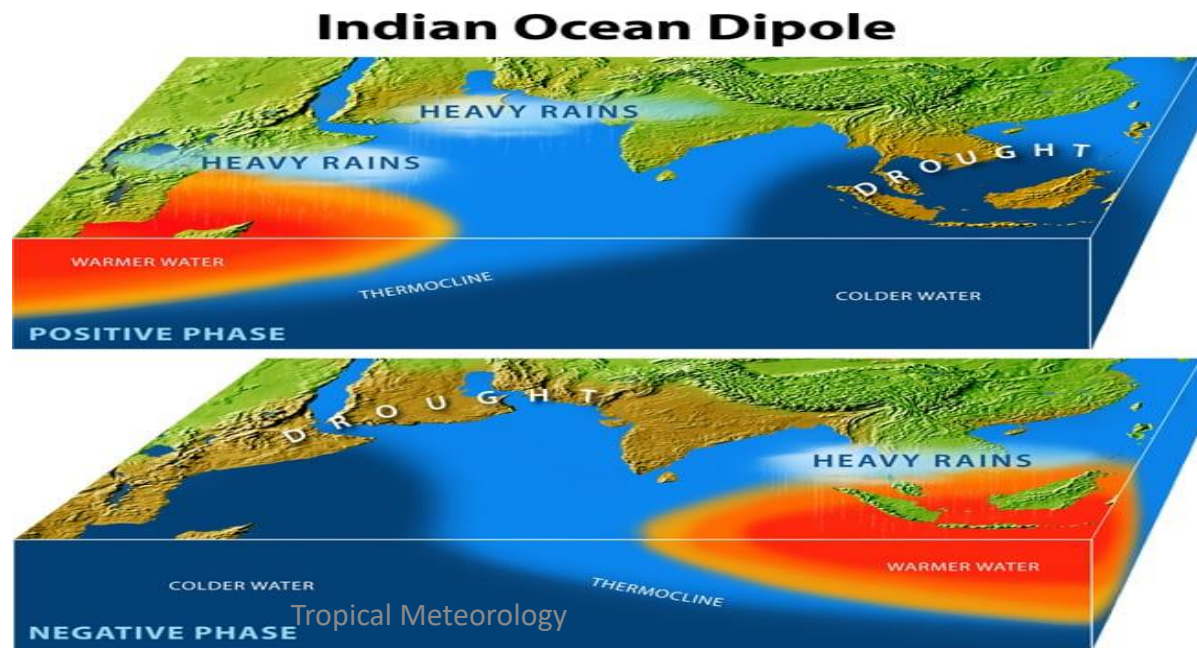 Indian Ocean Dipole
HEAVY RAINS
HEAVY RAINS
DROUGHT
WARMER WATER
THERMOCLINE
COLDER WATER
POSITIVE PHASE
DROUGHT
HEAVY RAINS
WARMER WATER
COLDER WATER
THERMOCLINE
Tropical Meteorology
NEGATIVE PHASE